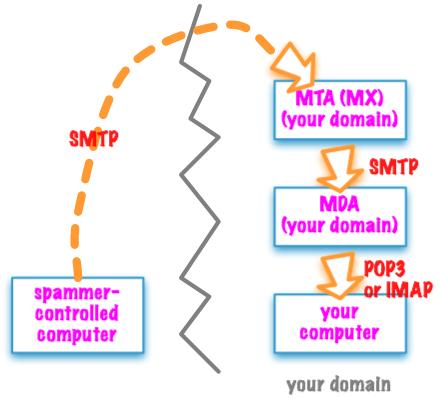 MTA (MX)
(your domain)
SMTP
SMTP
MDA
(your domain)
POP3
or IMAP
spammer-
controlled
computer
your
computer
your domain